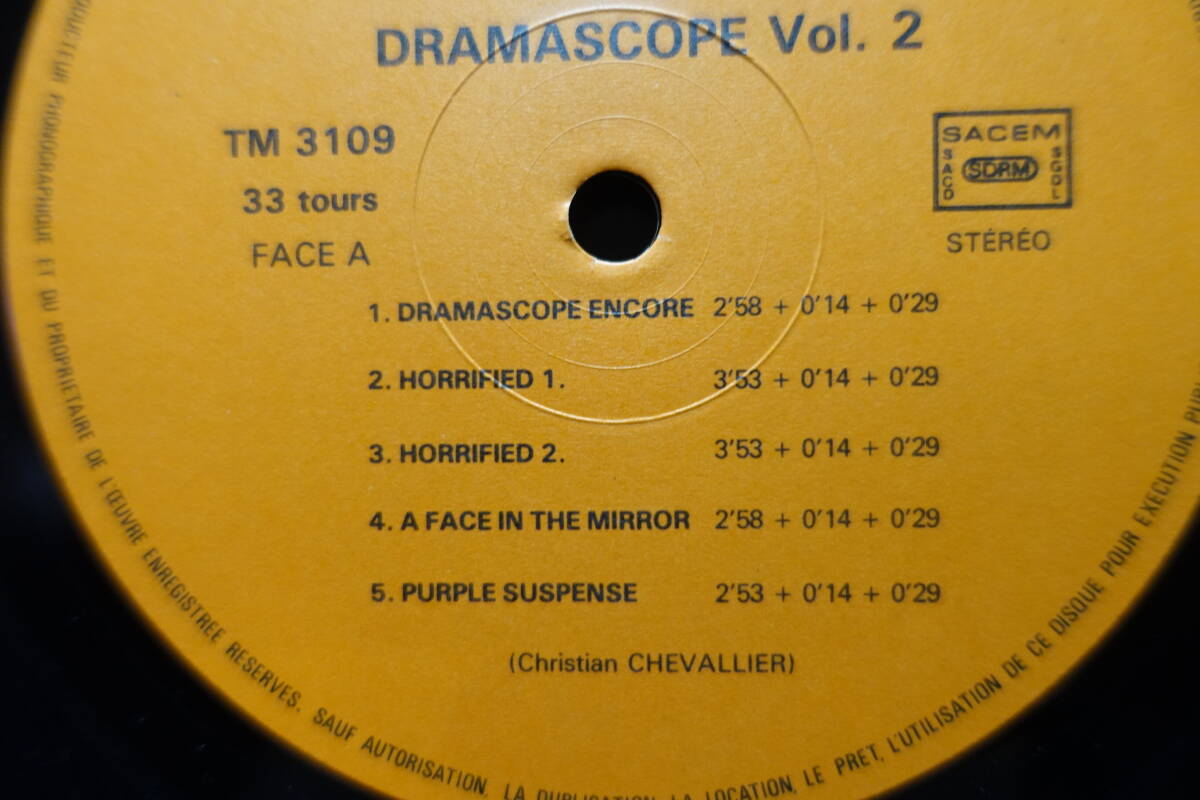 DRAMASCOPE Vol. 2
TM 3109
33 tours
FACE A
SACEM
SACD
SDRM
SGDL
STÉRÉO
1. DRAMASCOPE ENCORE 2'58 + 0'14 + 0'29
2. HORRIFIED 1. 3'53 + 0'14 + 0'29
3. HORRIFIED 2. 3'53 + 0'14 + 0'29
4. A FACE IN THE MIRROR 2'58 + 0'14 + 0'29
5. PURPLE SUSPENSE 2'53 + 0'14 + 0'29
(Christian CHEVALLIER)
PHONOGRAPHIQUE ET DU PROPRIETAIRE DE L'ŒUVRE ENREGISTREE RESERVES. SAUF AUTORISATION, LA DUPLICATION, LA LOCATION, LE PRET, L'UTILISATION DE CE DISQUE POUR EXECUTION